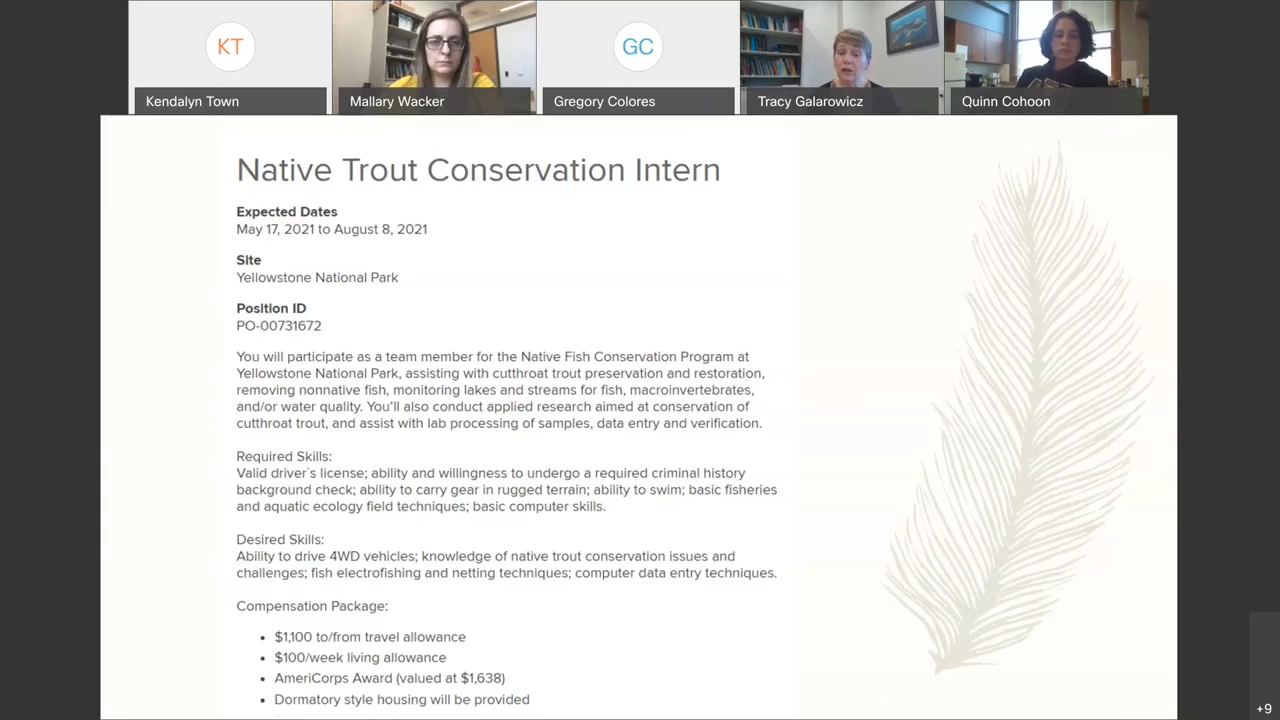 KT
GC
Kendalyn Town
Mallary Wacker
Gregory Colores
Tracy Galarowicz
Quinn Cohoon
Native Trout Conservation Intern
Expected Dates
May 17, 2021 to August 8, 2021
Site
Yellowstone National Park
Position ID
PO-00731672
You will participate as a team member for the Native Fish Conservation Program at
Yellowstone National Park, assisting with cutthroat trout preservation and restoration,
removing nonnative fish, monitoring lakes and streams for fish, macroinvertebrates,
and/or water quality. You'll also conduct applied research aimed at conservation of
cutthroat trout, and assist with lab processing of samples, data entry and verification.
Required Skills:
Valid driver`s license; ability and willingness to undergo a required criminal history
background check; ability to carry gear in rugged terrain; ability to swim; basic fisheries
and aquatic ecology field techniques; basic computer skills.
Desired Skills:
Ability to drive 4WD vehicles; knowledge of native trout conservation issues and
challenges; fish electrofishing and netting techniques; computer data entry techniques.
Compensation Package:
• $1,100 to/from travel allowance
• $100/week living allowance
• AmeriCorps Award (valued at $1,638)
• Dormatory style housing will be provided
+9